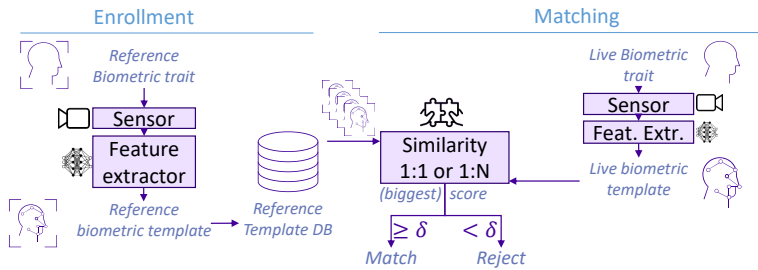 Enrollment
Reference
Biometric trait
Sensor
Feature
extractor
Reference
biometric template
Reference
Template DB
Matching
Similarity
1:1 or 1:N
(biggest) score
≥ δ
< δ
Match
Reject
Live Biometric
trait
Sensor
Feat. Extr.
Live biometric
template